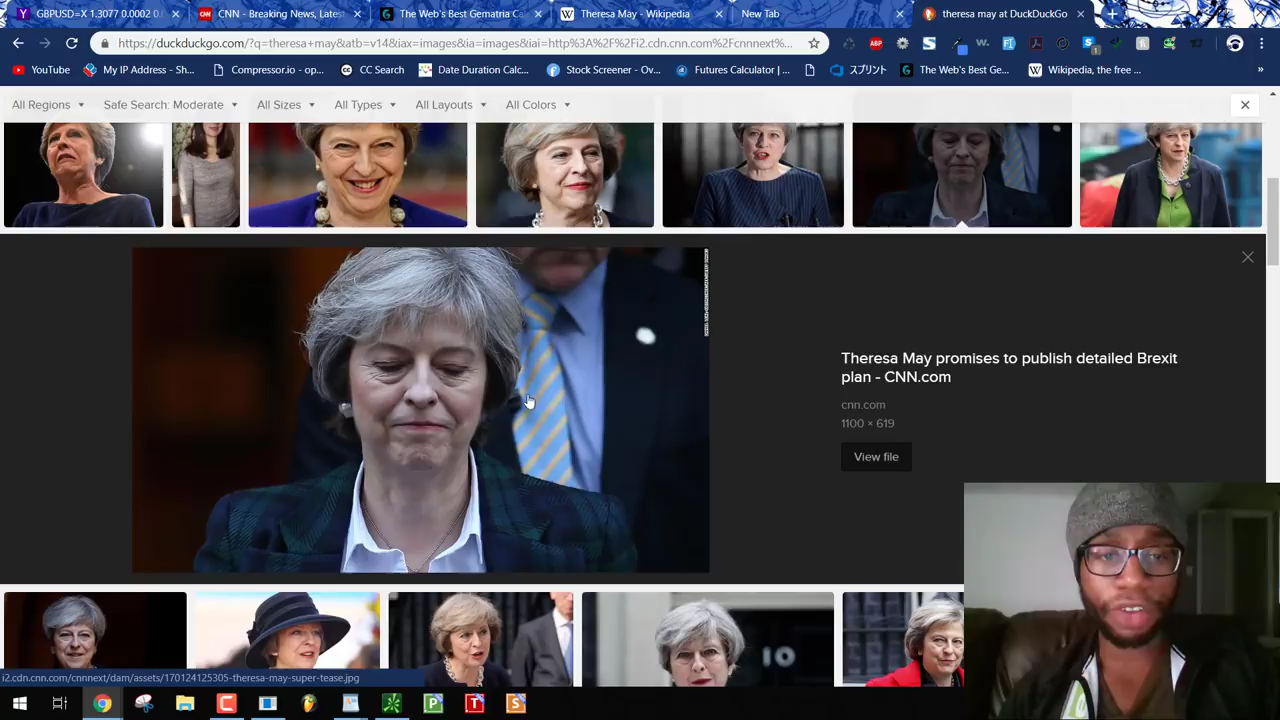 GBPUSD=X 1.3077 0.0002 0.0
CNN - Breaking News, Latest
The Web's Best Gematria Cal
Theresa May - Wikipedia
New Tab
theresa may at DuckDuckGo
https://duckduckgo.com/?q=theresa+may&atb=v14&iax=images&ia=images&iai=http%3A%2F%2Fi2.cdn.cnn.com%2Fcnnnext%...
YouTube
My IP Address - Sh...
Compressor.io - op...
CC Search
Date Duration Calc...
Stock Screener - Ov...
Futures Calculator | ...
スプリント
The Web's Best Ge...
Wikipedia, the free ...
All Regions
Safe Search: Moderate
All Sizes
All Types
All Layouts
All Colors
Theresa May promises to publish detailed Brexit
plan - CNN.com
cnn.com
1100 × 619
View file
10
i2.cdn.cnn.com/cnnnext/dam/assets/170124125305-theresa-may-super-tease.jpg